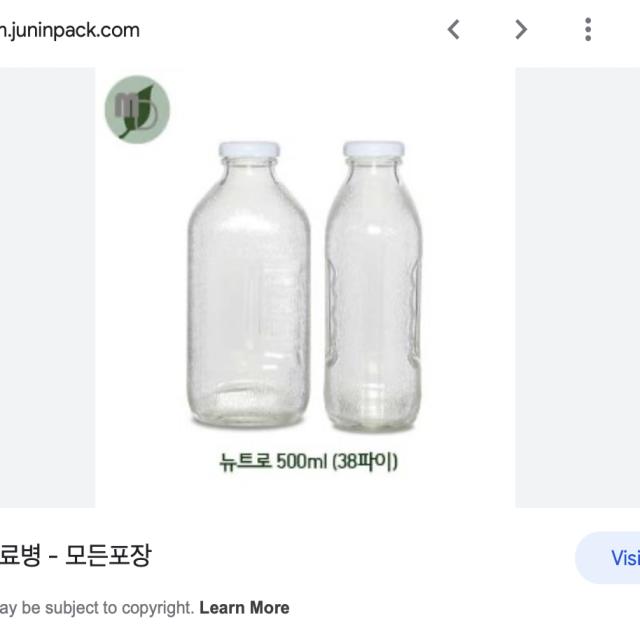 n.juninpack.com
mD
뉴트로 500ml (38파이)
료병 - 모든포장
Visi
ay be subject to copyright. Learn More